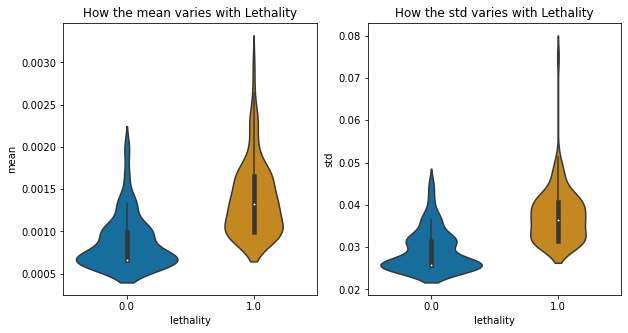 How the mean varies with Lethality
mean
0.0030
0.0025
0.0020
0.0015
0.0010
0.0005
0.0
1.0
lethality
How the std varies with Lethality
std
0.08
0.07
0.06
0.05
0.04
0.03
0.02
0.0
1.0
lethality